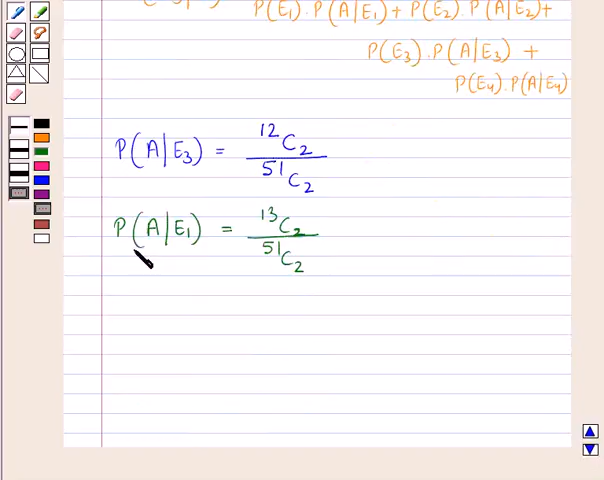 P(E₁).P(A|E₁) + P(E₂).P(A|E₂) +
P(E₃).P(A|E₃) +
P(E₄).P(A|E₄)
P(A|E₃) = ¹²C₂ / ⁵¹C₂
P(A|E₁) = ¹³C₂ / ⁵¹C₂